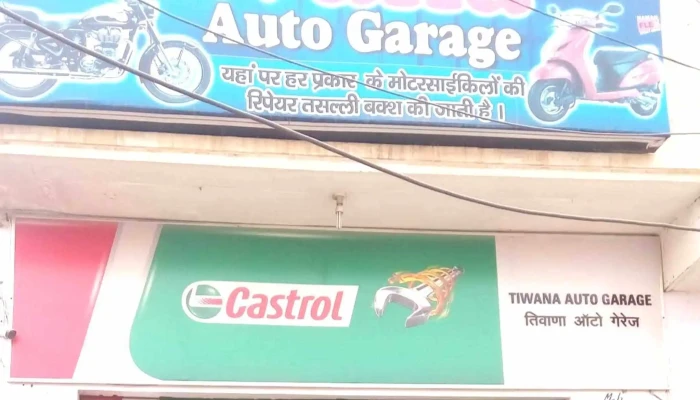 Auto Garage
यहां पर हर प्रकार के मोटरसाईकिलों की
रिपेयर तसल्ली बक्श की जाती है।
Castrol
TIWANA AUTO GARAGE
तिवाणा ऑटो गेरेज